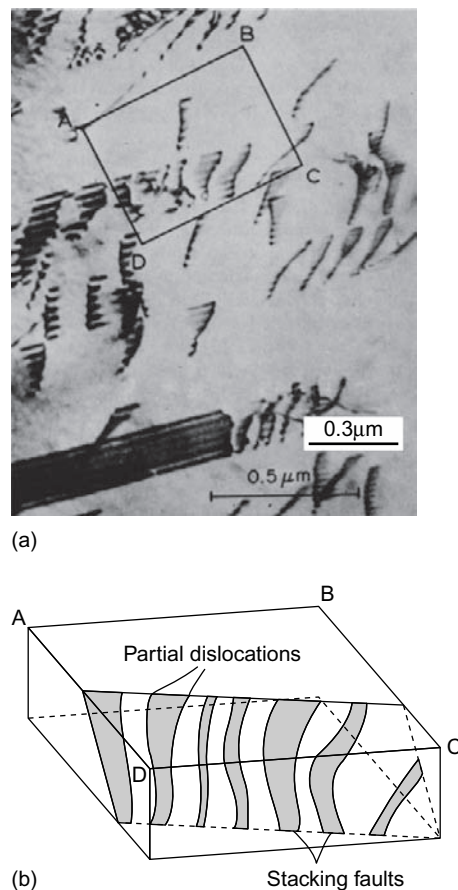 B
A
C
D
0.3μm
0.5 μm
(a)
A
B
Partial dislocations
D
C
(b)
Stacking faults